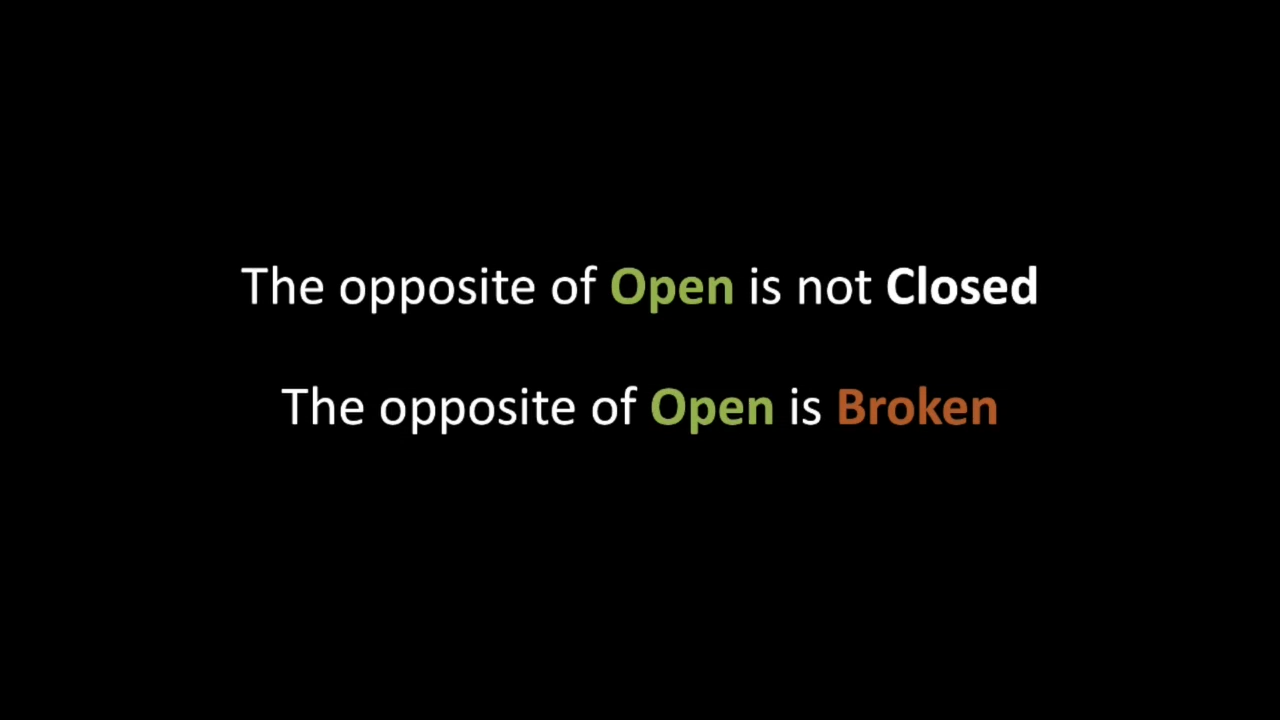 The opposite of Open is not Closed
The opposite of Open is Broken